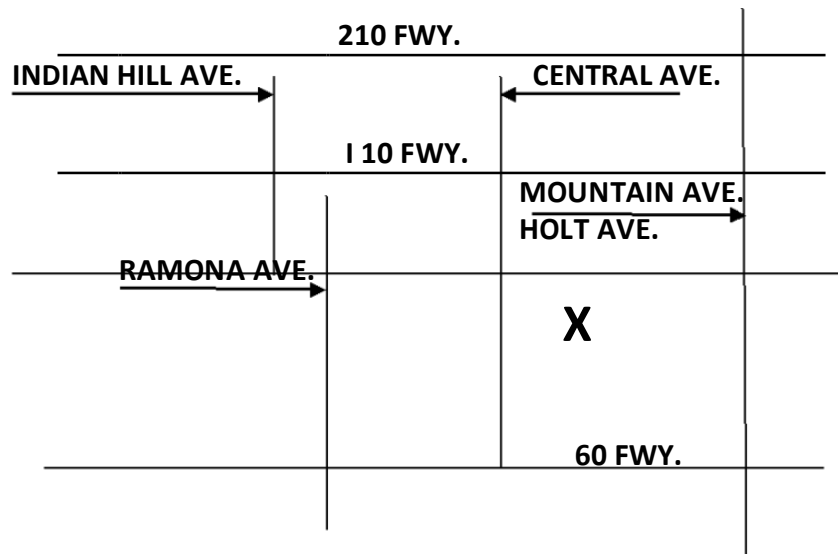 210 FWY.
INDIAN HILL AVE.
CENTRAL AVE.
I 10 FWY.
MOUNTAIN AVE.
HOLT AVE.
RAMONA AVE.
X
60 FWY.